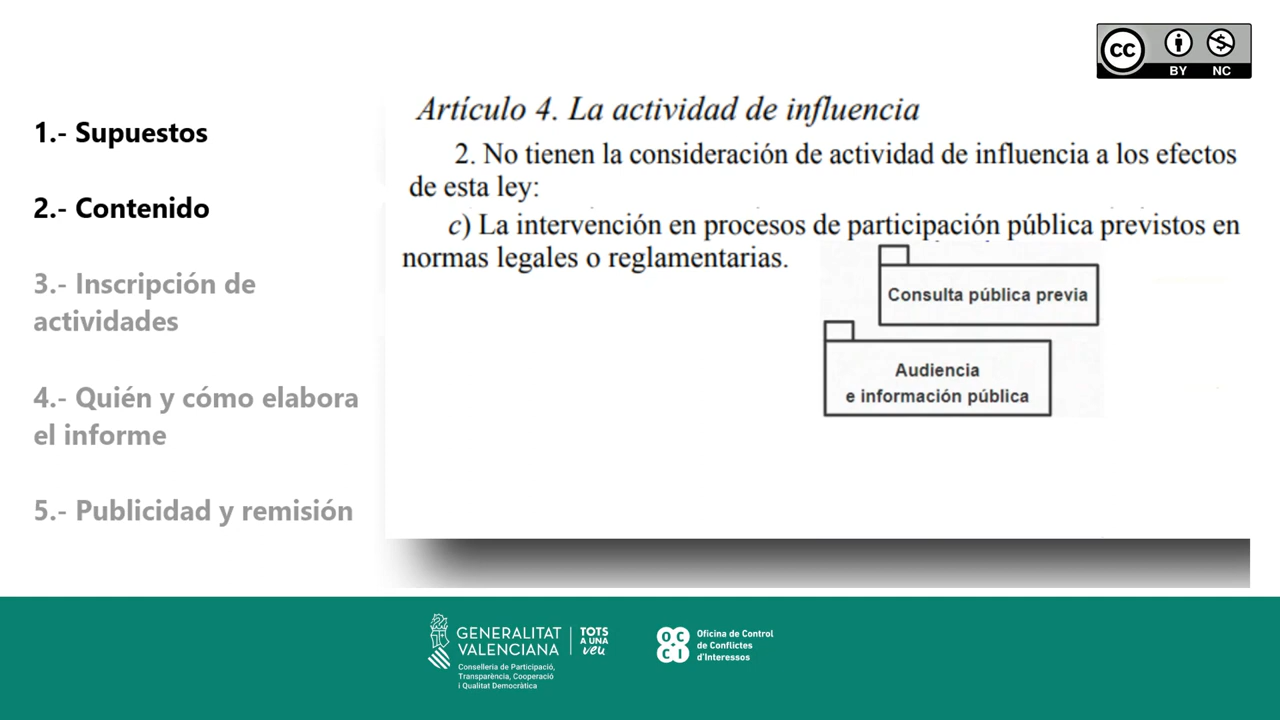 CC
BY NC
1.- Supuestos
2.- Contenido
3.- Inscripción de
actividades
4.- Quién y cómo elabora
el informe
5.- Publicidad y remisión
Artículo 4. La actividad de influencia
2. No tienen la consideración de actividad de influencia a los efectos
de esta ley:
c) La intervención en procesos de participación pública previstos en
normas legales o reglamentarias.
Consulta pública previa
Audiencia
e información pública
GENERALITAT
VALENCIANA
Conselleria de Participació,
Transparència, Cooperació
i Qualitat Democràtica
TOTS
A UNA
veu
OC
CI
Oficina de Control
de Conflictes
d'Interessos